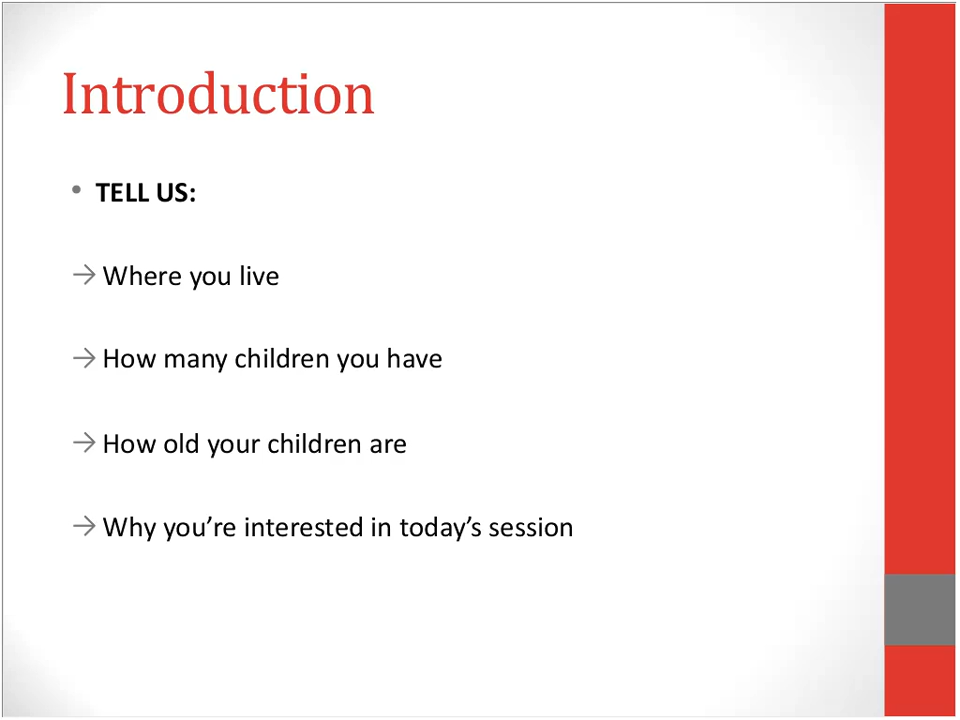 Introduction
• TELL US:
→ Where you live
→ How many children you have
→ How old your children are
→ Why you’re interested in today’s session